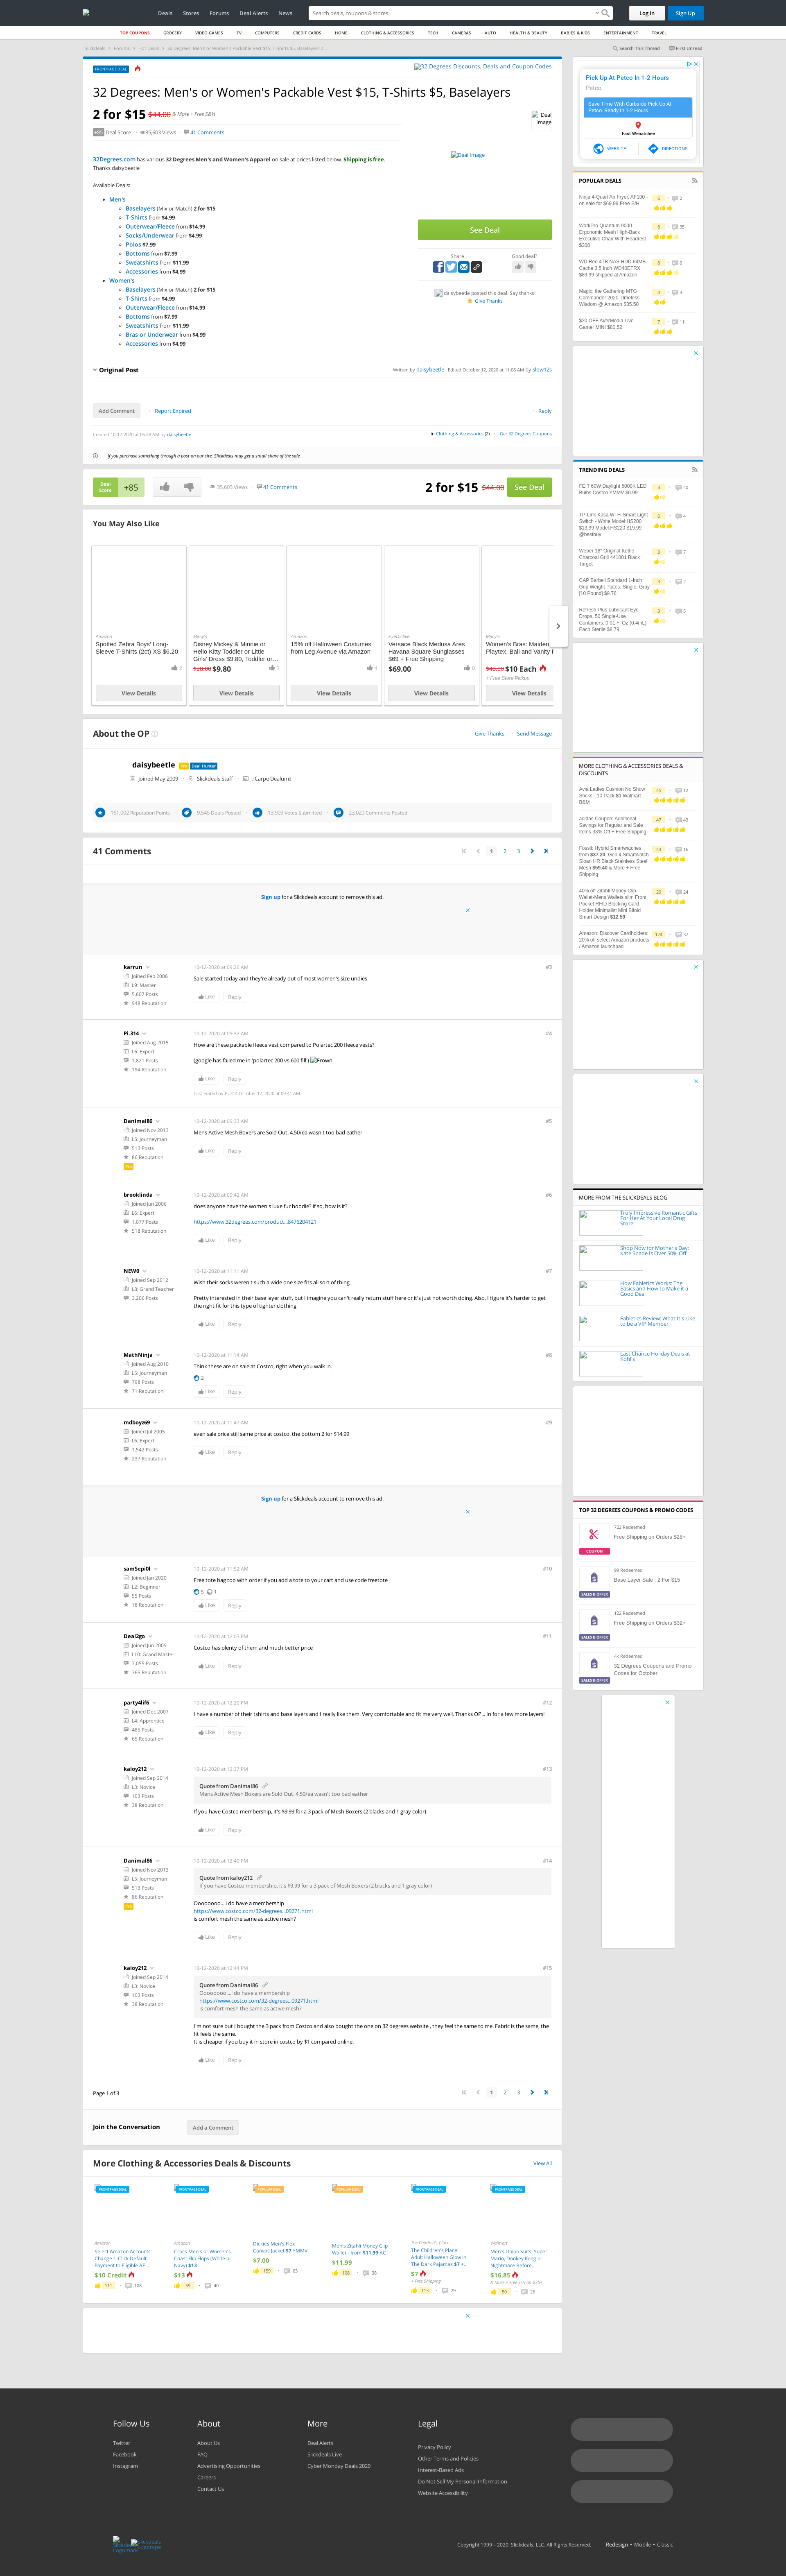 Deals Stores Forums Deal Alerts News
Search deals, coupons & stores
Log In Sign Up
TOP COUPONS GROCERY VIDEO GAMES TV COMPUTERS CREDIT CARDS HOME CLOTHING & ACCESSORIES TECH CAMERAS AUTO HEALTH & BEAUTY BABIES & KIDS ENTERTAINMENT TRAVEL
Slickdeals Forums Hot Deals 32 Degrees: Men's or Women's Packable Vest $15, T-Shirts $5, Baselayers 2...
Search This Thread First Unread
FRONTPAGE DEAL
32 Degrees Discounts, Deals and Coupon Codes
32 Degrees: Men's or Women's Packable Vest $15, T-Shirts $5, Baselayers
2 for $15 $44.00 & More + Free S&H
Deal Image
+85 Deal Score 35,603 Views 41 Comments
32Degrees.com has various 32 Degrees Men's and Women's Apparel on sale at prices listed below. Shipping is free.
Thanks daisybeetle
Available Deals:
Men's
Baselayers (Mix or Match) 2 for $15
T-Shirts from $4.99
Outerwear/Fleece from $14.99
Socks/Underwear from $4.99
Polos $7.99
Bottoms from $7.99
Sweatshirts from $11.99
Accessories from $4.99
Women's
Baselayers (Mix or Match) 2 for $15
T-Shirts from $4.99
Outerwear/Fleece from $14.99
Bottoms from $7.99
Sweatshirts from $11.99
Bras or Underwear from $4.99
Accessories from $4.99
Deal Image
See Deal
Share Good deal?
daisybeetle posted this deal. Say thanks!
Give Thanks
Original Post
Written by daisybeetle Edited October 12, 2020 at 11:08 AM by slow12s
Add Comment Report Expired Reply
Created 10-12-2020 at 06:48 AM by daisybeetle
in Clothing & Accessories (2) Get 32 Degrees Coupons
If you purchase something through a post on our site, Slickdeals may get a small share of the sale.
Deal Score +85 35,603 Views 41 Comments 2 for $15 $44.00 See Deal
You May Also Like
Amazon
Spotted Zebra Boys' Long-Sleeve T-Shirts (2ct) XS $6.20
2
View Details
Macy's
Disney Mickey & Minnie or Hello Kitty Toddler or Little Girls' Dress $9.80, Toddler or...
$28.00 $9.80
View Details
Amazon
15% off Halloween Costumes from Leg Avenue via Amazon
View Details
EyeOnline
Versace Black Medusa Ares Havana Square Sunglasses $69 + Free Shipping
$69.00
View Details
Macy's
Women's Bras: Maiden
Playtex, Bali and Vanity
$40.00 $10 Each
+ Free Store Pickup
View Details
About the OP
Give Thanks Send Message
daisybeetle Pro Deal Hunter
Joined May 2009 Slickdeals Staff Carpe Dealum!
161,002 Reputation Points 9,545 Deals Posted 13,909 Votes Submitted 23,020 Comments Posted
41 Comments
1 2 3
Sign up for a Slickdeals account to remove this ad.
karrun
Joined Feb 2006
L9: Master
5,607 Posts
948 Reputation
10-12-2020 at 09:26 AM #3
Sale started today and they're already out of most women's size undies.
Like Reply
Pi.314
Joined Aug 2015
L6: Expert
1,821 Posts
194 Reputation
10-12-2020 at 09:32 AM #4
How are these packable fleece vest compared to Polartec 200 fleece vests?
(google has failed me in 'polartec 200 vs 600 fill') Frown
Like Reply
Last edited by Pi.314 October 12, 2020 at 09:41 AM.
Danimal86
Joined Nov 2013
L5: Journeyman
513 Posts
86 Reputation
Pro
10-12-2020 at 09:33 AM #5
Mens Active Mesh Boxers are Sold Out. 4.50/ea wasn't too bad eather
Like Reply
brooklinda
Joined Jun 2006
L6: Expert
1,077 Posts
518 Reputation
10-12-2020 at 09:42 AM #6
does anyone have the women's luxe fur hoodie? If so, how is it?
https://www.32degrees.com/product...8476204121
Like Reply
NEW0
Joined Sep 2012
L8: Grand Teacher
3,206 Posts
10-12-2020 at 11:11 AM #7
Wish their socks weren't such a wide one size fits all sort of thing.
Pretty interested in their base layer stuff, but I imagine you can't really return stuff here or it's just not worth doing. Also, I figure it's harder to get the right fit for this type of tighter clothing
Like Reply
MathNinja
Joined Aug 2010
L5: Journeyman
798 Posts
71 Reputation
10-12-2020 at 11:14 AM #8
Think these are on sale at Costco, right when you walk in.
2
Like Reply
mdboyz69
Joined Jul 2005
L6: Expert
1,542 Posts
237 Reputation
10-12-2020 at 11:47 AM #9
even sale price still same price at costco. the bottom 2 for $14.99
Like Reply
Sign up for a Slickdeals account to remove this ad.
samSepi0l
Joined Jan 2020
L2: Beginner
55 Posts
18 Reputation
10-12-2020 at 11:52 AM #10
Free tote bag too with order if you add a tote to your cart and use code freetote
5 1
Like Reply
Deal2go
Joined Jun 2009
L10: Grand Master
7,055 Posts
365 Reputation
10-12-2020 at 12:03 PM #11
Costco has plenty of them and much better price
Like Reply
party4lif6
Joined Dec 2007
L4: Apprentice
485 Posts
65 Reputation
10-12-2020 at 12:20 PM #12
I have a number of their tshirts and base layers and I really like them. Very comfortable and fit me very well. Thanks OP... In for a few more layers!
Like Reply
kaloy212
Joined Sep 2014
L3: Novice
103 Posts
38 Reputation
10-12-2020 at 12:37 PM #13
Quote from Danimal86
Mens Active Mesh Boxers are Sold Out. 4.50/ea wasn't too bad eather
If you have Costco membership, it's $9.99 for a 3 pack of Mesh Boxers (2 blacks and 1 gray color)
Like Reply
Danimal86
Joined Nov 2013
L5: Journeyman
513 Posts
86 Reputation
Pro
10-12-2020 at 12:40 PM #14
Quote from kaloy212
If you have Costco membership, it's $9.99 for a 3 pack of Mesh Boxers (2 blacks and 1 gray color)
Oooooooo....i do have a membership
https://www.costco.com/32-degrees...09271.html
is comfort mesh the same as active mesh?
Like Reply
kaloy212
Joined Sep 2014
L3: Novice
103 Posts
38 Reputation
10-12-2020 at 12:44 PM #15
Quote from Danimal86
Oooooooo....i do have a membership
https://www.costco.com/32-degrees...09271.html
is comfort mesh the same as active mesh?
I'm not sure but I bought the 3 pack from Costco and also bought the one on 32 degrees website , they feel the same to me. Fabric is the same, the fit feels the same.
It is cheaper if you buy it in store in costco by $1 compared online.
Like Reply
Page 1 of 3
1 2 3
Join the Conversation Add a Comment
More Clothing & Accessories Deals & Discounts View All
FRONTPAGE DEAL
Amazon
Select Amazon Accounts: Change 1-Click Default Payment to Eligible AE...
$10 Credit
111 108
FRONTPAGE DEAL
Amazon
Crocs Men's or Women's Coast Flip Flops (White or Navy) $13
$13
59 40
POPULAR DEAL
Dickies Men's Flex Canvas Jacket $7 YMMV
$7.00
159 63
POPULAR DEAL
Men's Zitahli Money Clip Wallet - from $11.99 AC
$11.99
108 38
FRONTPAGE DEAL
The Children's Place
The Children's Place: Adult Halloween Glow In The Dark Pajamas $7 +...
$7
+ Free Shipping
113 29
FRONTPAGE DEAL
Walmart
Men's Union Suits: Super Mario, Donkey Kong or Nightmare Before...
$16.85
& More + Free S/H on $35+
50 26
Pick Up At Petco In 1-2 Hours
Petco
Save Time With Curbside Pick Up At Petco, Ready In 1-2 Hours
East Wenatchee
WEBSITE DIRECTIONS
POPULAR DEALS
Ninja 4-Quart Air Fryer, AF100 - on sale for $69.99 Free S/H
6 2
WorkPro Quantum 9000 Ergonomic Mesh High-Back Executive Chair With Headrest $308
8 35
WD Red 4TB NAS HDD 64MB Cache 3.5 Inch WD40EFRX $89.99 shipped at Amazon
8 6
Magic: the Gathering MTG Commander 2020 TImeless Wisdom @ Amazon $35.50
4 3
$20 OFF AVerMedia Live Gamer MINI $80.52
7 11
TRENDING DEALS
FEIT 60W Daylight 5000K LED Bulbs Costco YMMV $0.99
3 40
TP-Link Kasa Wi-Fi Smart Light Switch - White Model:HS200 $13.99 Model:HS220 $19.99 @bestbuy
6 4
Weber 18" Original Kettle Charcoal Grill 441001 Black : Target
3 7
CAP Barbell Standard 1-Inch Grip Weight Plates, Single, Gray [10 Pound] $9.76
3 2
Refresh Plus Lubricant Eye Drops, 50 Single-Use Containers, 0.01 Fl Oz (0.4mL) Each Sterile $8.79
3 5
MORE CLOTHING & ACCESSORIES DEALS & DISCOUNTS
Avia Ladies Cushion No Show Socks - 10 Pack $3 Walmart B&M
45 12
adidas Coupon: Additional Savings for Regular and Sale Items 33% Off + Free Shipping
47 43
Fossil: Hybrid Smartwatches from $37.28, Gen 4 Smartwatch Sloan HR Black Stainless Steel Mesh $59.40 & More + Free Shipping
43 16
40% off Zitahli Money Clip Wallet-Mens Wallets slim Front Pocket RFID Blocking Card Holder Minimalist Mini Bifold Smart Design $12.59
29 24
Amazon: Discover Cardholders: 20% off select Amazon products / Amazon launchpad
124 37
MORE FROM THE SLICKDEALS BLOG
Truly Impressive Romantic Gifts For Her At Your Local Drug Store
Shop Now for Mother's Day: Kate Spade Is Over 50% Off
How Fabletics Works: The Basics and How to Make it a Good Deal
Fabletics Review: What It's Like to be a VIP Member
Last Chance Holiday Deals at Kohl's
TOP 32 DEGREES COUPONS & PROMO CODES
COUPON
722 Redeemed
Free Shipping on Orders $29+
SALES & OFFER
99 Redeemed
Base Layer Sale : 2 For $15
SALES & OFFER
122 Redeemed
Free Shipping on Orders $32+
SALES & OFFER
4k Redeemed
32 Degrees Coupons and Promo Codes for October
Follow Us
Twitter
Facebook
Instagram
About
About Us
FAQ
Advertising Opportunities
Careers
Contact Us
More
Deal Alerts
Slickdeals Live
Cyber Monday Deals 2020
Legal
Privacy Policy
Other Terms and Policies
Interest-Based Ads
Do Not Sell My Personal Information
Website Accessibility
Copyright 1999 - 2020. Slickdeals, LLC. All Rights Reserved. Redesign • Mobile • Classic